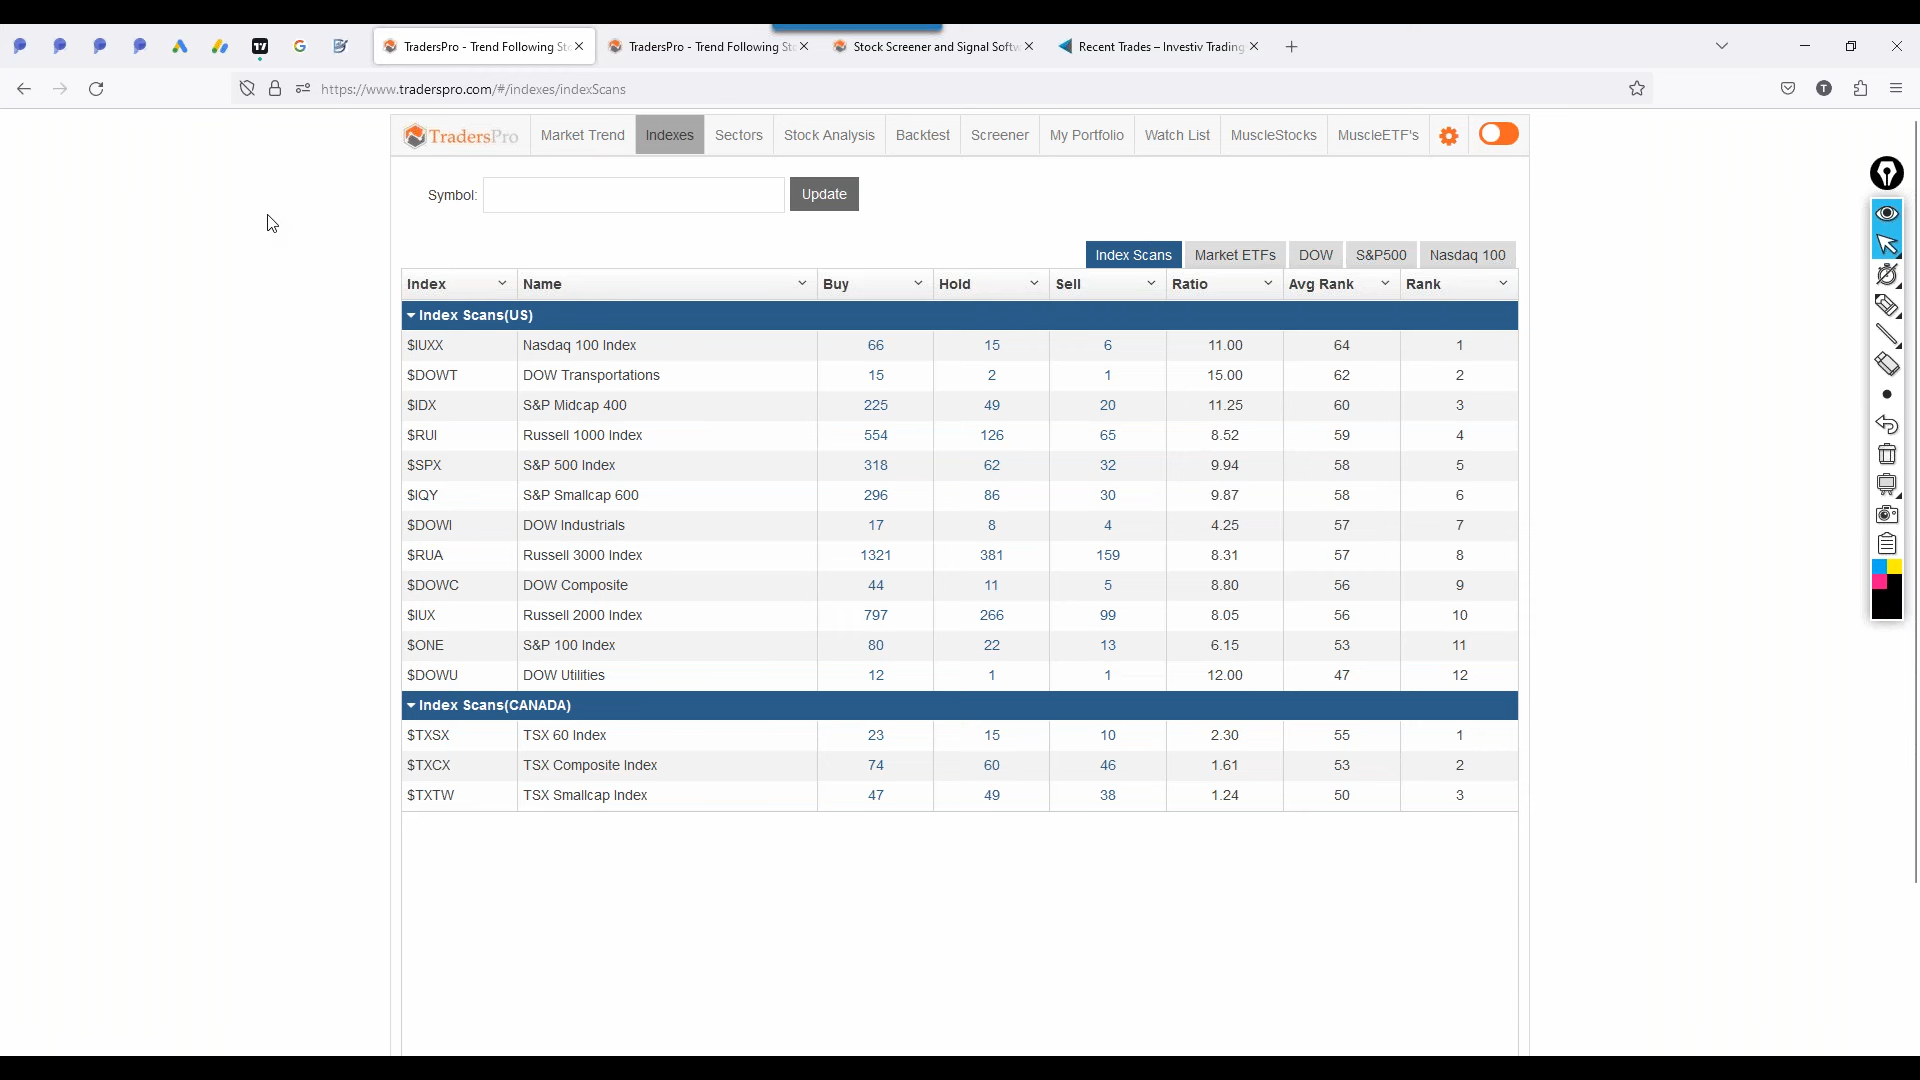 TradersPro - Trend Following St
TradersPro - Trend Following Sto
Stock Screener and Signal Softw
Recent Trades – Investiv Trading
https://www.traderspro.com/#/indexes/indexScans
TradersPro Market Trend Indexes Sectors Stock Analysis Backtest Screener My Portfolio Watch List MuscleStocks MuscleETF's
Symbol: Update
Index Scans Market ETFs DOW S&P500 Nasdaq 100
Index Name Buy Hold Sell Ratio Avg Rank Rank
Index Scans(US)
$IUXX Nasdaq 100 Index 66 15 6 11.00 64 1
$DOWT DOW Transportations 15 2 1 15.00 62 2
$IDX S&P Midcap 400 225 49 20 11.25 60 3
$RUI Russell 1000 Index 554 126 65 8.52 59 4
$SPX S&P 500 Index 318 62 32 9.94 58 5
$IQY S&P Smallcap 600 296 86 30 9.87 58 6
$DOWI DOW Industrials 17 8 4 4.25 57 7
$RUA Russell 3000 Index 1321 381 159 8.31 57 8
$DOWC DOW Composite 44 11 5 8.80 56 9
$IUX Russell 2000 Index 797 266 99 8.05 56 10
$ONE S&P 100 Index 80 22 13 6.15 53 11
$DOWU DOW Utilities 12 1 1 12.00 47 12
Index Scans(CANADA)
$TXSX TSX 60 Index 23 15 10 2.30 55 1
$TXCX TSX Composite Index 74 60 46 1.61 53 2
$TXTW TSX Smallcap Index 47 49 38 1.24 50 3